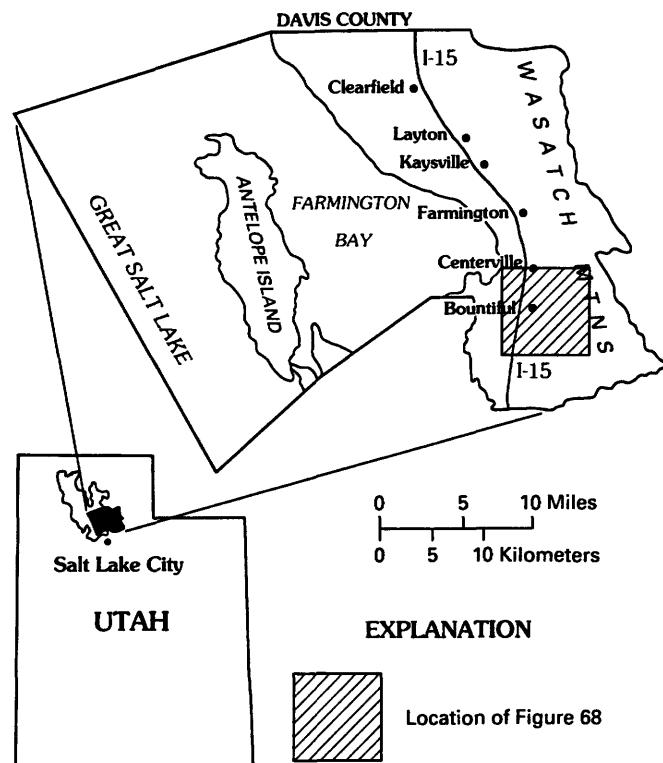 DAVIS COUNTY
I-15
WASATCH
MTNS
Clearfield
Layton
Kaysville
Farmington
Centerville
Bountiful
I-15
GREAT SALT LAKE
ANTELOPE ISLAND
FARMINGTON
BAY
0 5 10 Miles
0 5 10 Kilometers
Salt Lake City
UTAH
EXPLANATION
Location of Figure 68